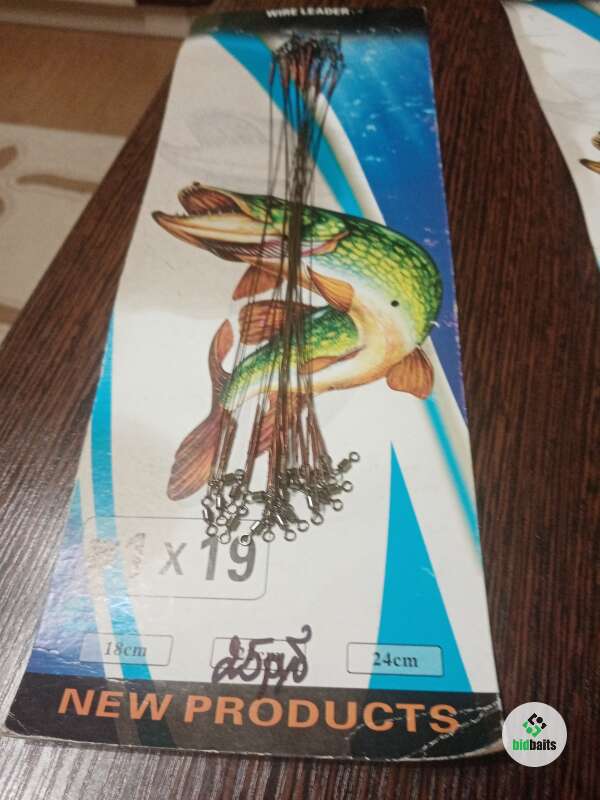 WIRE LEADER
x 19
18cm
24cm
NEW PRODUCTS
bidbaits